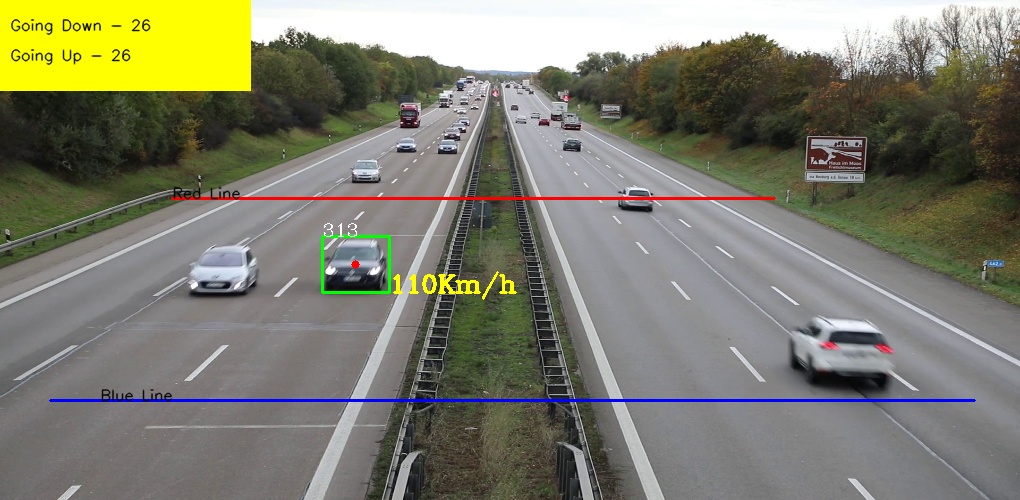 Going Down - 26
Going Up - 26
Red Line
313
110Km/h
Blue Line